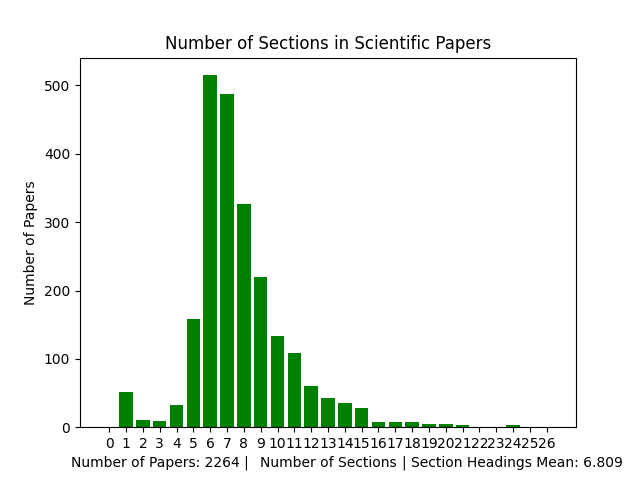 Number of Sections in Scientific Papers
Number of Papers
500
400
300
200
100
0
0 1 2 3 4 5 6 7 8 9 10 11 12 13 14 15 16 17 18 19 20 21 22 23 24 25 26
Number of Papers: 2264 | Number of Sections | Section Headings Mean: 6.809